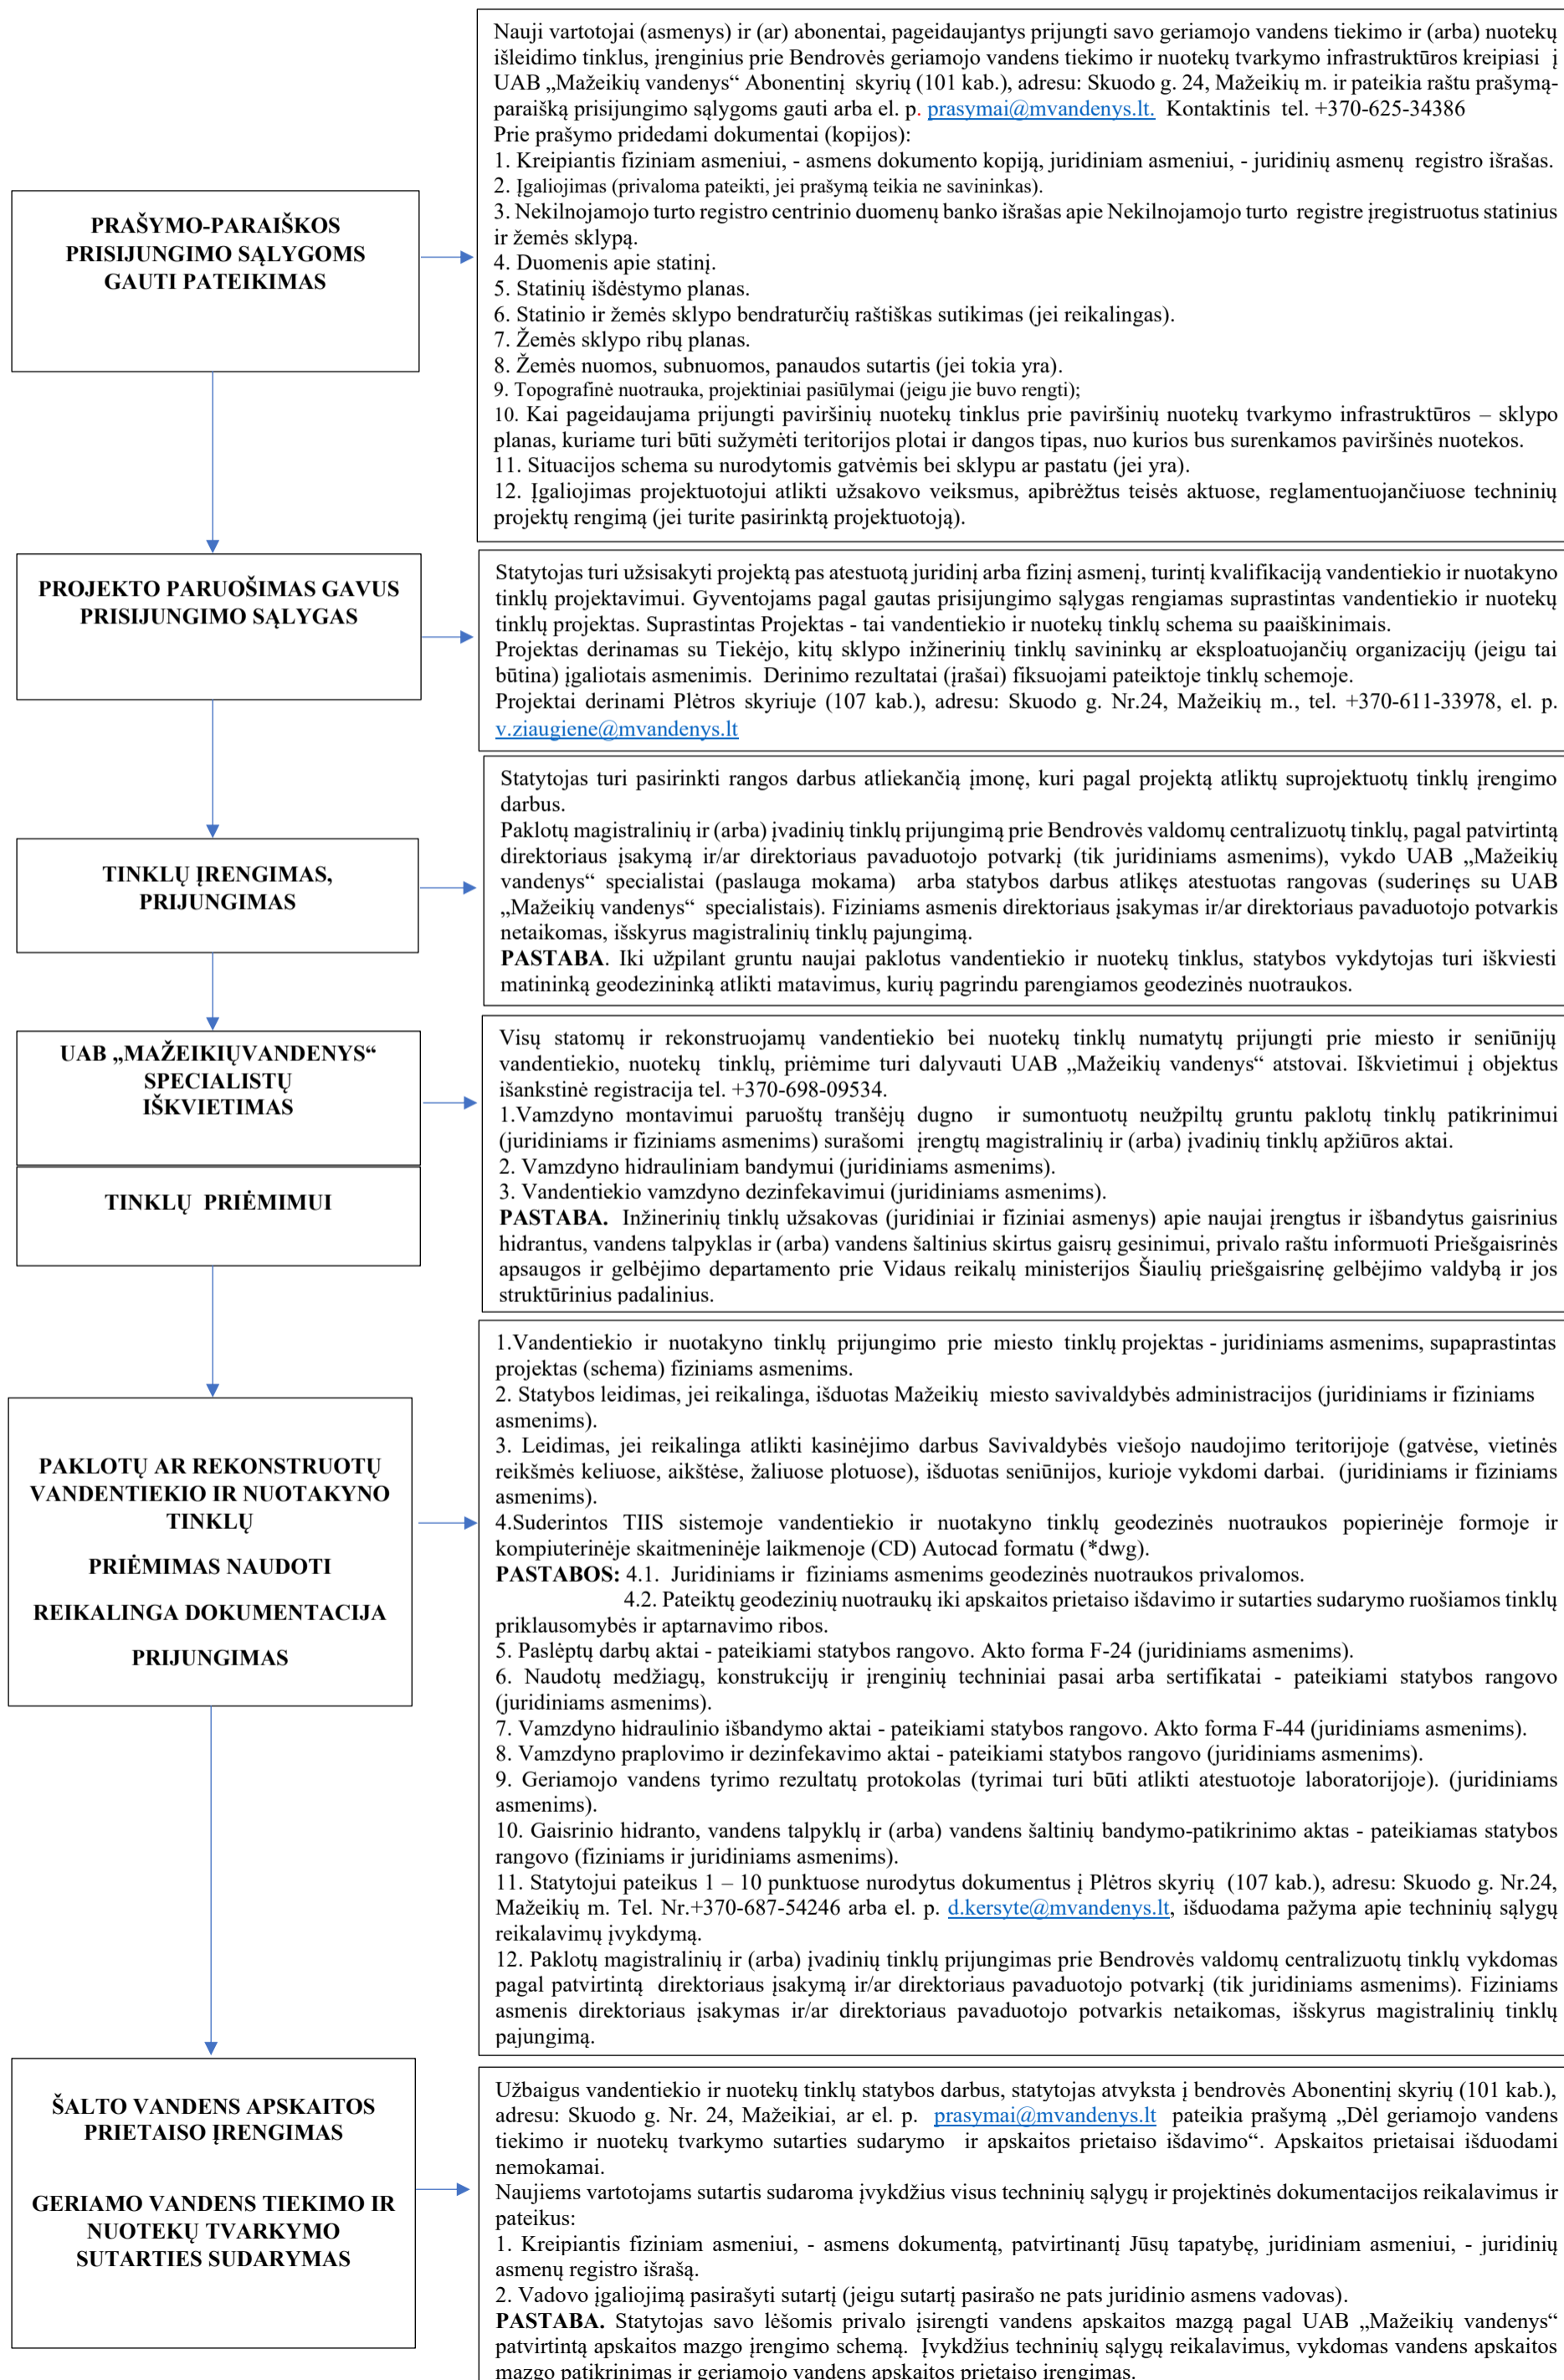 PRAŠYMO-PARAIŠKOS
PRISIJUNGIMO SĄLYGOMS
GAUTI PATEIKIMAS
Nauji vartotojai (asmenys) ir (ar) abonentai, pageidaujantys prijungti savo geriamojo vandens tiekimo ir (arba) nuotekų
išleidimo tinklus, įrenginius prie Bendrovės geriamojo vandens tiekimo ir nuotekų tvarkymo infrastruktūros kreipiasi į
UAB „Mažeikių vandenys“ Abonentinį skyrių (101 kab.), adresu: Skuodo g. 24, Mažeikių m. ir pateikia raštu prašymą-
paraišką prisijungimo sąlygoms gauti arba el. p. prasymai@mvandenys.lt. Kontaktinis tel. +370-625-34386
Prie prašymo pridedami dokumentai (kopijos):
1. Kreipiantis fiziniam asmeniui, - asmens dokumento kopiją, juridiniam asmeniui, - juridinių asmenų registro išrašas.
2. Įgaliojimas (privaloma pateikti, jei prašymą teikia ne savininkas).
3. Nekilnojamojo turto registro centrinio duomenų banko išrašas apie Nekilnojamojo turto registre įregistruotus statinius
ir žemės sklypą.
4. Duomenis apie statinį.
5. Statinių išdėstymo planas.
6. Statinio ir žemės sklypo bendraturčių raštiškas sutikimas (jei reikalingas).
7. Žemės sklypo ribų planas.
8. Žemės nuomos, subnuomos, panaudos sutartis (jei tokia yra).
9. Topografinė nuotrauka, projektiniai pasiūlymai (jeigu jie buvo rengti);
10. Kai pageidaujama prijungti paviršinių nuotekų tinklus prie paviršinių nuotekų tvarkymo infrastruktūros – sklypo
planas, kuriame turi būti sužymėti teritorijos plotai ir dangos tipas, nuo kurios bus surenkamos paviršinės nuotekos.
11. Situacijos schema su nurodytomis gatvėmis bei sklypu ar pastatu (jei yra).
12. Įgaliojimas projektuotojui atlikti užsakovo veiksmus, apibrėžtus teisės aktuose, reglamentuojančiuose techninių
projektų rengimą (jei turite pasirinktą projektuotoją).
PROJEKTO PARUOŠIMAS GAVUS
PRISIJUNGIMO SĄLYGAS
Statytojas turi užsisakyti projektą pas atestuotą juridinį arba fizinį asmenį, turintį kvalifikaciją vandentiekio ir nuotakyno
tinklų projektavimui. Gyventojams pagal gautas prisijungimo sąlygas rengiamas suprastintas vandentiekio ir nuotekų
tinklų projektas. Suprastintas Projektas - tai vandentiekio ir nuotekų tinklų schema su paaiškinimais.
Projektas derinamas su Tiekėjo, kitų sklypo inžinerinių tinklų savininkų ar eksploatuojančių organizacijų (jeigu tai
būtina) įgaliotais asmenimis. Derinimo rezultatai (įrašai) fiksuojami pateiktoje tinklų schemoje.
Projektai derinami Plėtros skyriuje (107 kab.), adresu: Skuodo g. Nr.24, Mažeikių m., tel. +370-611-33978, el. p.
v.ziaugiene@mvandenys.lt
TINKLŲ ĮRENGIMAS,
PRIJUNGIMAS
Statytojas turi pasirinkti rangos darbus atliekančią įmonę, kuri pagal projektą atliktų suprojektuotų tinklų įrengimo
darbus.
Paklotų magistralinių ir (arba) įvadinių tinklų prijungimą prie Bendrovės valdomų centralizuotų tinklų, pagal patvirtintą
direktoriaus įsakymą ir/ar direktoriaus pavaduotojo potvarkį (tik juridiniams asmenims), vykdo UAB „Mažeikių
vandenys“ specialistai (paslauga mokama) arba statybos darbus atlikęs atestuotas rangovas (suderinęs su UAB
„Mažeikių vandenys“ specialistais). Fiziniams asmenis direktoriaus įsakymas ir/ar direktoriaus pavaduotojo potvarkis
netaikomas, išskyrus magistralinių tinklų pajungimą.
PASTABA. Iki užpilant gruntu naujai paklotus vandentiekio ir nuotekų tinklus, statybos vykdytojas turi iškviesti
matininką geodezininką atlikti matavimus, kurių pagrindu parengiamos geodezinės nuotraukos.
UAB „MAŽEIKIŲVANDENYS“
SPECIALISTŲ
IŠKVIETIMAS
TINKLŲ PRIĖMIMUI
Visų statomų ir rekonstruojamų vandentiekio bei nuotekų tinklų numatytų prijungti prie miesto ir seniūnijų
vandentiekio, nuotekų tinklų, priėmime turi dalyvauti UAB „Mažeikių vandenys“ atstovai. Iškvietimui į objektus
išankstinė registracija tel. +370-698-09534.
1.Vamzdyno montavimui paruoštų tranšėjų dugno ir sumontuotų neužpiltų gruntu paklotų tinklų patikrinimui
(juridiniams ir fiziniams asmenims) surašomi įrengtų magistralinių ir (arba) įvadinių tinklų apžiūros aktai.
2. Vamzdyno hidrauliniam bandymui (juridiniams asmenims).
3. Vandentiekio vamzdyno dezinfekavimui (juridiniams asmenims).
PASTABA. Inžinerinių tinklų užsakovas (juridiniai ir fiziniai asmenys) apie naujai įrengtus ir išbandytus gaisrinius
hidrantus, vandens talpyklas ir (arba) vandens šaltinius skirtus gaisrų gesinimui, privalo raštu informuoti Priešgaisrinės
apsaugos ir gelbėjimo departamento prie Vidaus reikalų ministerijos Šiaulių priešgaisrinę gelbėjimo valdybą ir jos
struktūrinius padalinius.
PAKLOTŲ AR REKONSTRUOTŲ
VANDENTIEKIO IR NUOTAKYNO
TINKLŲ
PRIĖMIMAS NAUDOTI
REIKALINGA DOKUMENTACIJA
PRIJUNGIMAS
1.Vandentiekio ir nuotakyno tinklų prijungimo prie miesto tinklų projektas - juridiniams asmenims, supaprastintas
projektas (schema) fiziniams asmenims.
2. Statybos leidimas, jei reikalinga, išduotas Mažeikių miesto savivaldybės administracijos (juridiniams ir fiziniams
asmenims).
3. Leidimas, jei reikalinga atlikti kasinėjimo darbus Savivaldybės viešojo naudojimo teritorijoje (gatvėse, vietinės
reikšmės keliuose, aikštėse, žaliuose plotuose), išduotas seniūnijos, kurioje vykdomi darbai. (juridiniams ir fiziniams
asmenims).
4.Suderintos TIIS sistemoje vandentiekio ir nuotakyno tinklų geodezinės nuotraukos popierinėje formoje ir
kompiuterinėje skaitmeninėje laikmenoje (CD) Autocad formatu (*dwg).
PASTABOS: 4.1. Juridiniams ir fiziniams asmenims geodezinės nuotraukos privalomos.
4.2. Pateiktų geodezinių nuotraukų iki apskaitos prietaiso išdavimo ir sutarties sudarymo ruošiamos tinklų
priklausomybės ir aptarnavimo ribos.
5. Paslėptų darbų aktai - pateikiami statybos rangovo. Akto forma F-24 (juridiniams asmenims).
6. Naudotų medžiagų, konstrukcijų ir įrenginių techniniai pasai arba sertifikatai - pateikiami statybos rangovo
(juridiniams asmenims).
7. Vamzdyno hidraulinio išbandymo aktai - pateikiami statybos rangovo. Akto forma F-44 (juridiniams asmenims).
8. Vamzdyno praplovimo ir dezinfekavimo aktai - pateikiami statybos rangovo (juridiniams asmenims).
9. Geriamojo vandens tyrimo rezultatų protokolas (tyrimai turi būti atlikti atestuotoje laboratorijoje). (juridiniams
asmenims).
10. Gaisrinio hidranto, vandens talpyklų ir (arba) vandens šaltinių bandymo-patikrinimo aktas - pateikiamas statybos
rangovo (fiziniams ir juridiniams asmenims).
11. Statytojui pateikus 1 – 10 punktuose nurodytus dokumentus į Plėtros skyrių (107 kab.), adresu: Skuodo g. Nr.24,
Mažeikių m. Tel. Nr.+370-687-54246 arba el. p. d.kersyte@mvandenys.lt, išduodama pažyma apie techninių sąlygų
reikalavimų įvykdymą.
12. Paklotų magistralinių ir (arba) įvadinių tinklų prijungimas prie Bendrovės valdomų centralizuotų tinklų vykdomas
pagal patvirtintą direktoriaus įsakymą ir/ar direktoriaus pavaduotojo potvarkį (tik juridiniams asmenims). Fiziniams
asmenis direktoriaus įsakymas ir/ar direktoriaus pavaduotojo potvarkis netaikomas, išskyrus magistralinių tinklų
pajungimą.
ŠALTO VANDENS APSKAITOS
PRIETAISO ĮRENGIMAS
GERIAMO VANDENS TIEKIMO IR
NUOTEKŲ TVARKYMO
SUTARTIES SUDARYMAS
Užbaigus vandentiekio ir nuotekų tinklų statybos darbus, statytojas atvyksta į bendrovės Abonentinį skyrių (101 kab.),
adresu: Skuodo g. Nr. 24, Mažeikiai, ar el. p. prasymai@mvandenys.lt pateikia prašymą „Dėl geriamojo vandens
tiekimo ir nuotekų tvarkymo sutarties sudarymo ir apskaitos prietaiso išdavimo“. Apskaitos prietaisai išduodami
nemokamai.
Naujiems vartotojams sutartis sudaroma įvykdžius visus techninių sąlygų ir projektinės dokumentacijos reikalavimus ir
pateikus:
1. Kreipiantis fiziniam asmeniui, - asmens dokumentą, patvirtinantį Jūsų tapatybę, juridiniam asmeniui, - juridinių
asmenų registro išrašą.
2. Vadovo įgaliojimą pasirašyti sutartį (jeigu sutartį pasirašo ne pats juridinio asmens vadovas).
PASTABA. Statytojas savo lėšomis privalo įsirengti vandens apskaitos mazgą pagal UAB „Mažeikių vandenys“
patvirtintą apskaitos mazgo įrengimo schemą. Įvykdžius techninių sąlygų reikalavimus, vykdomas vandens apskaitos
mazgo patikrinimas ir geriamojo vandens apskaitos prietaiso įrengimas.